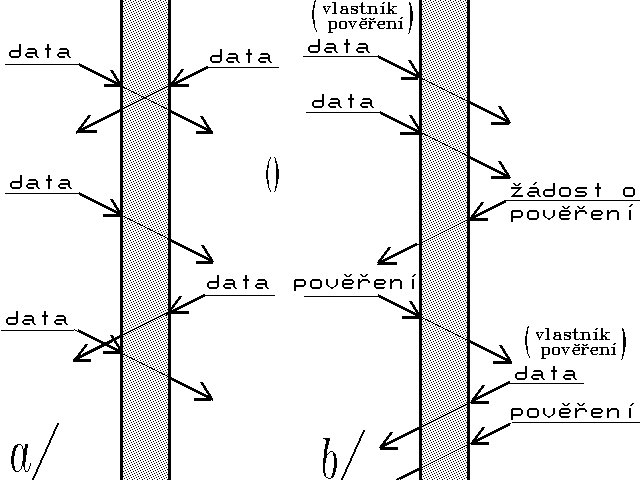 data
data
data
data
data
a/
()
(vlastník
pověření)
data
data
žádost o
pověření
pověření
(vlastník
pověření)
data
pověření
b/